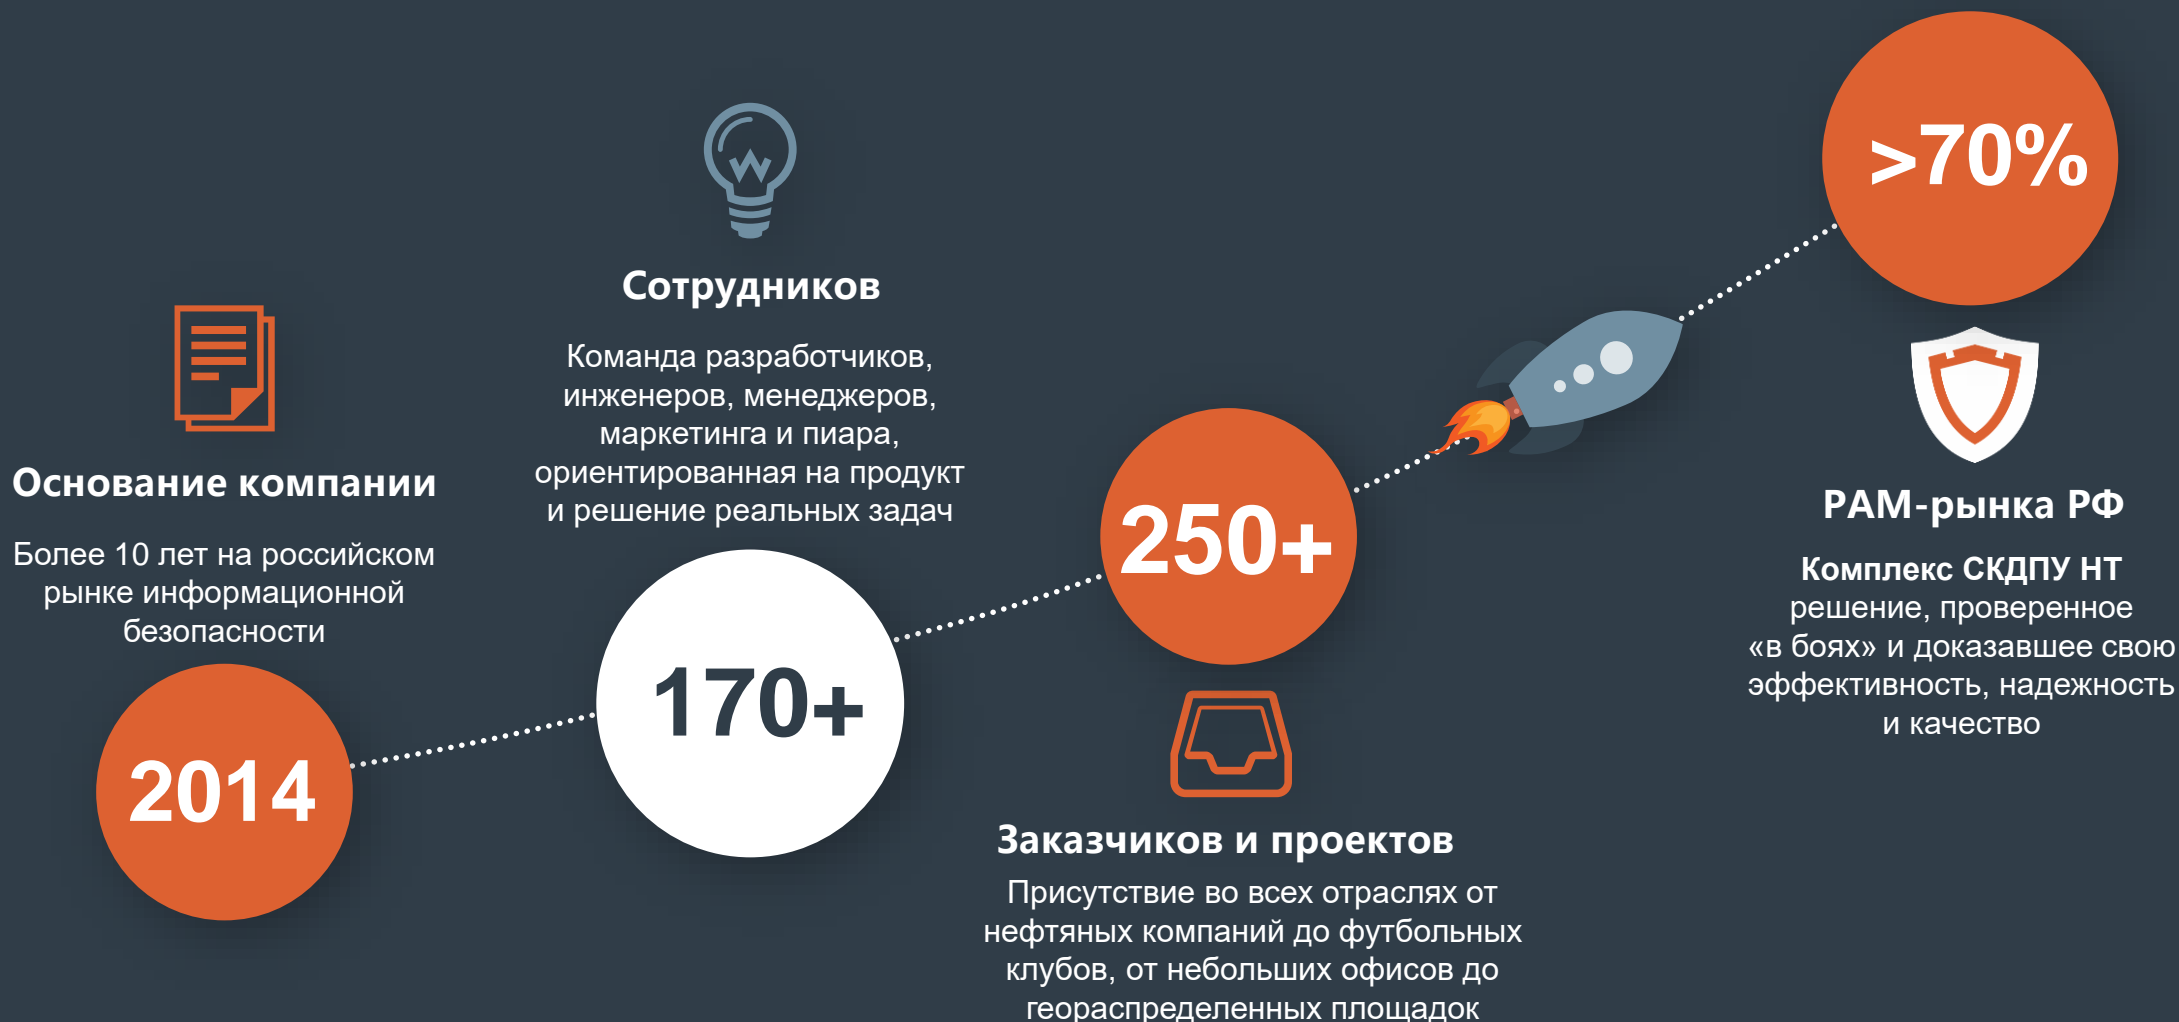 Основание компании
Более 10 лет на российском
рынке информационной
безопасности
2014
Сотрудников
Команда разработчиков,
инженеров, менеджеров,
маркетинга и пиара,
ориентированная на продукт
и решение реальных задач
170+
250+
Заказчиков и проектов
Присутствие во всех отраслях от
нефтяных компаний до футбольных
клубов, от небольших офисов до
геораспределенных площадок
>70%
РАМ-рынка РФ
Комплекс СКДПУ НТ
решение, проверенное
«в боях» и доказавшее свою
эффективность, надежность
и качество